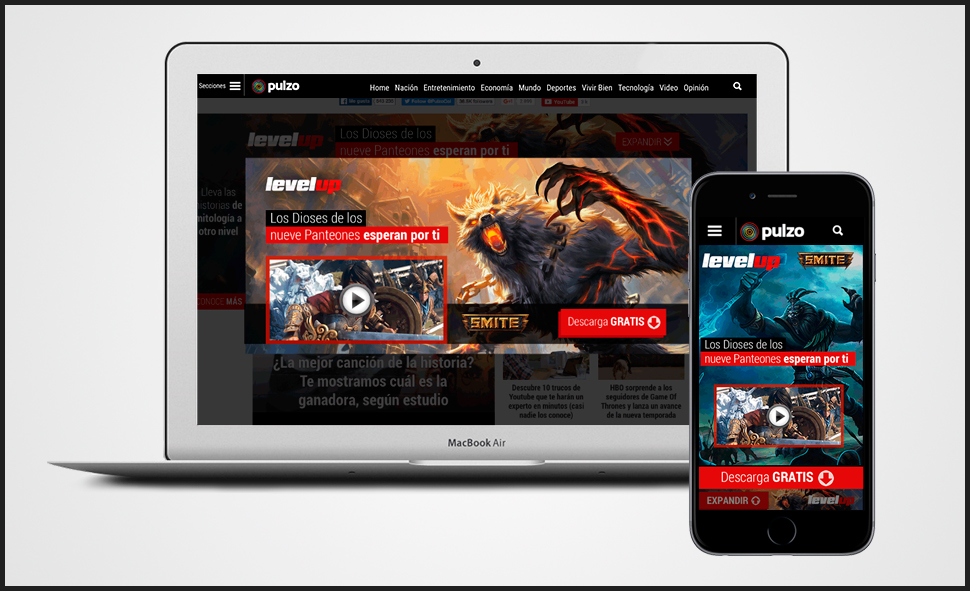 Secciones
pulzo
Home Nación Entretenimiento Economía Mundo Deportes Vivir Bien Tecnología Video Opinión
Me gusta
YouTube
levelup
Los Dioses de los
nueve Panteones esperan por ti
EXPANDIR
levelup
Los Dioses de los
nueve Panteones esperan por ti
Lleva las
historias de
mitología a
otro nivel
CONOCE MÁS
SMITE
Descarga GRATIS
¿La mejor canción de la historia?
Te mostramos cuál es la
ganadora, según estudio
Descubre 10 trucos de
Youtube que te harán un
experto en minutos (casi
nadie los conoce)
HBO sorprende a los
seguidores de Game Of
Thrones y lanza un avance
de la nueva temporada
MacBook Air
pulzo
levelup
SMITE
Los Dioses de los
nueve Panteones esperan por ti
Descarga GRATIS
EXPANDIR
levelup